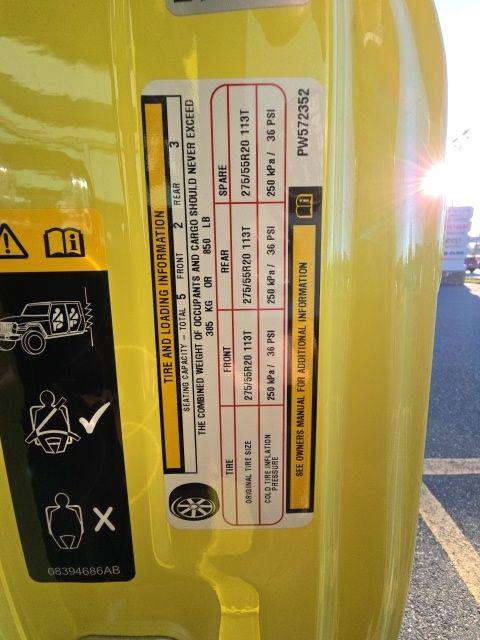 TIRE AND LOADING INFORMATION
SEATING CAPACITY - TOTAL 5 FRONT 2 REAR 3
THE COMBINED WEIGHT OF OCCUPANTS AND CARGO SHOULD NEVER EXCEED
385 KG OR 850 LB
TIRE FRONT REAR SPARE
ORIGINAL TIRE SIZE 275/55R20 113T 275/55R20 113T 275/55R20 113T
COLD TIRE INFLATION PRESSURE 250 kPa / 36 PSI 250 kPa / 36 PSI 250 kPa / 36 PSI
SEE OWNERS MANUAL FOR ADDITIONAL INFORMATION
PW572352
68394686AB